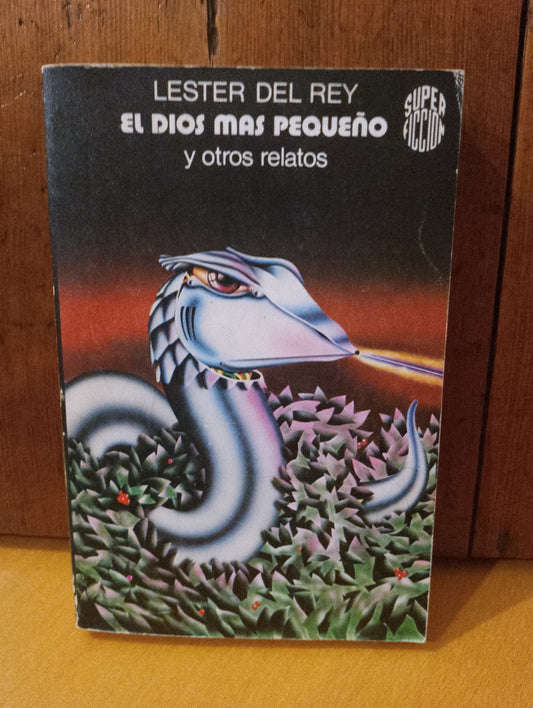 LESTER DEL REY
EL DIOS MAS PEQUEÑO
y otros relatos
SUPER
FICCION